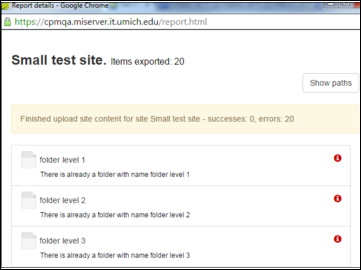 Report details - Google Chrome
https://cpmqa.miserver.it.umich.edu/report.html
Small test site. Items exported: 20
Show paths
Finished upload site content for site Small test site - successes: 0, errors: 20
folder level 1
There is already a folder with name folder level 1
folder level 2
There is already a folder with name folder level 2
folder level 3
There is already a folder with name folder level 3